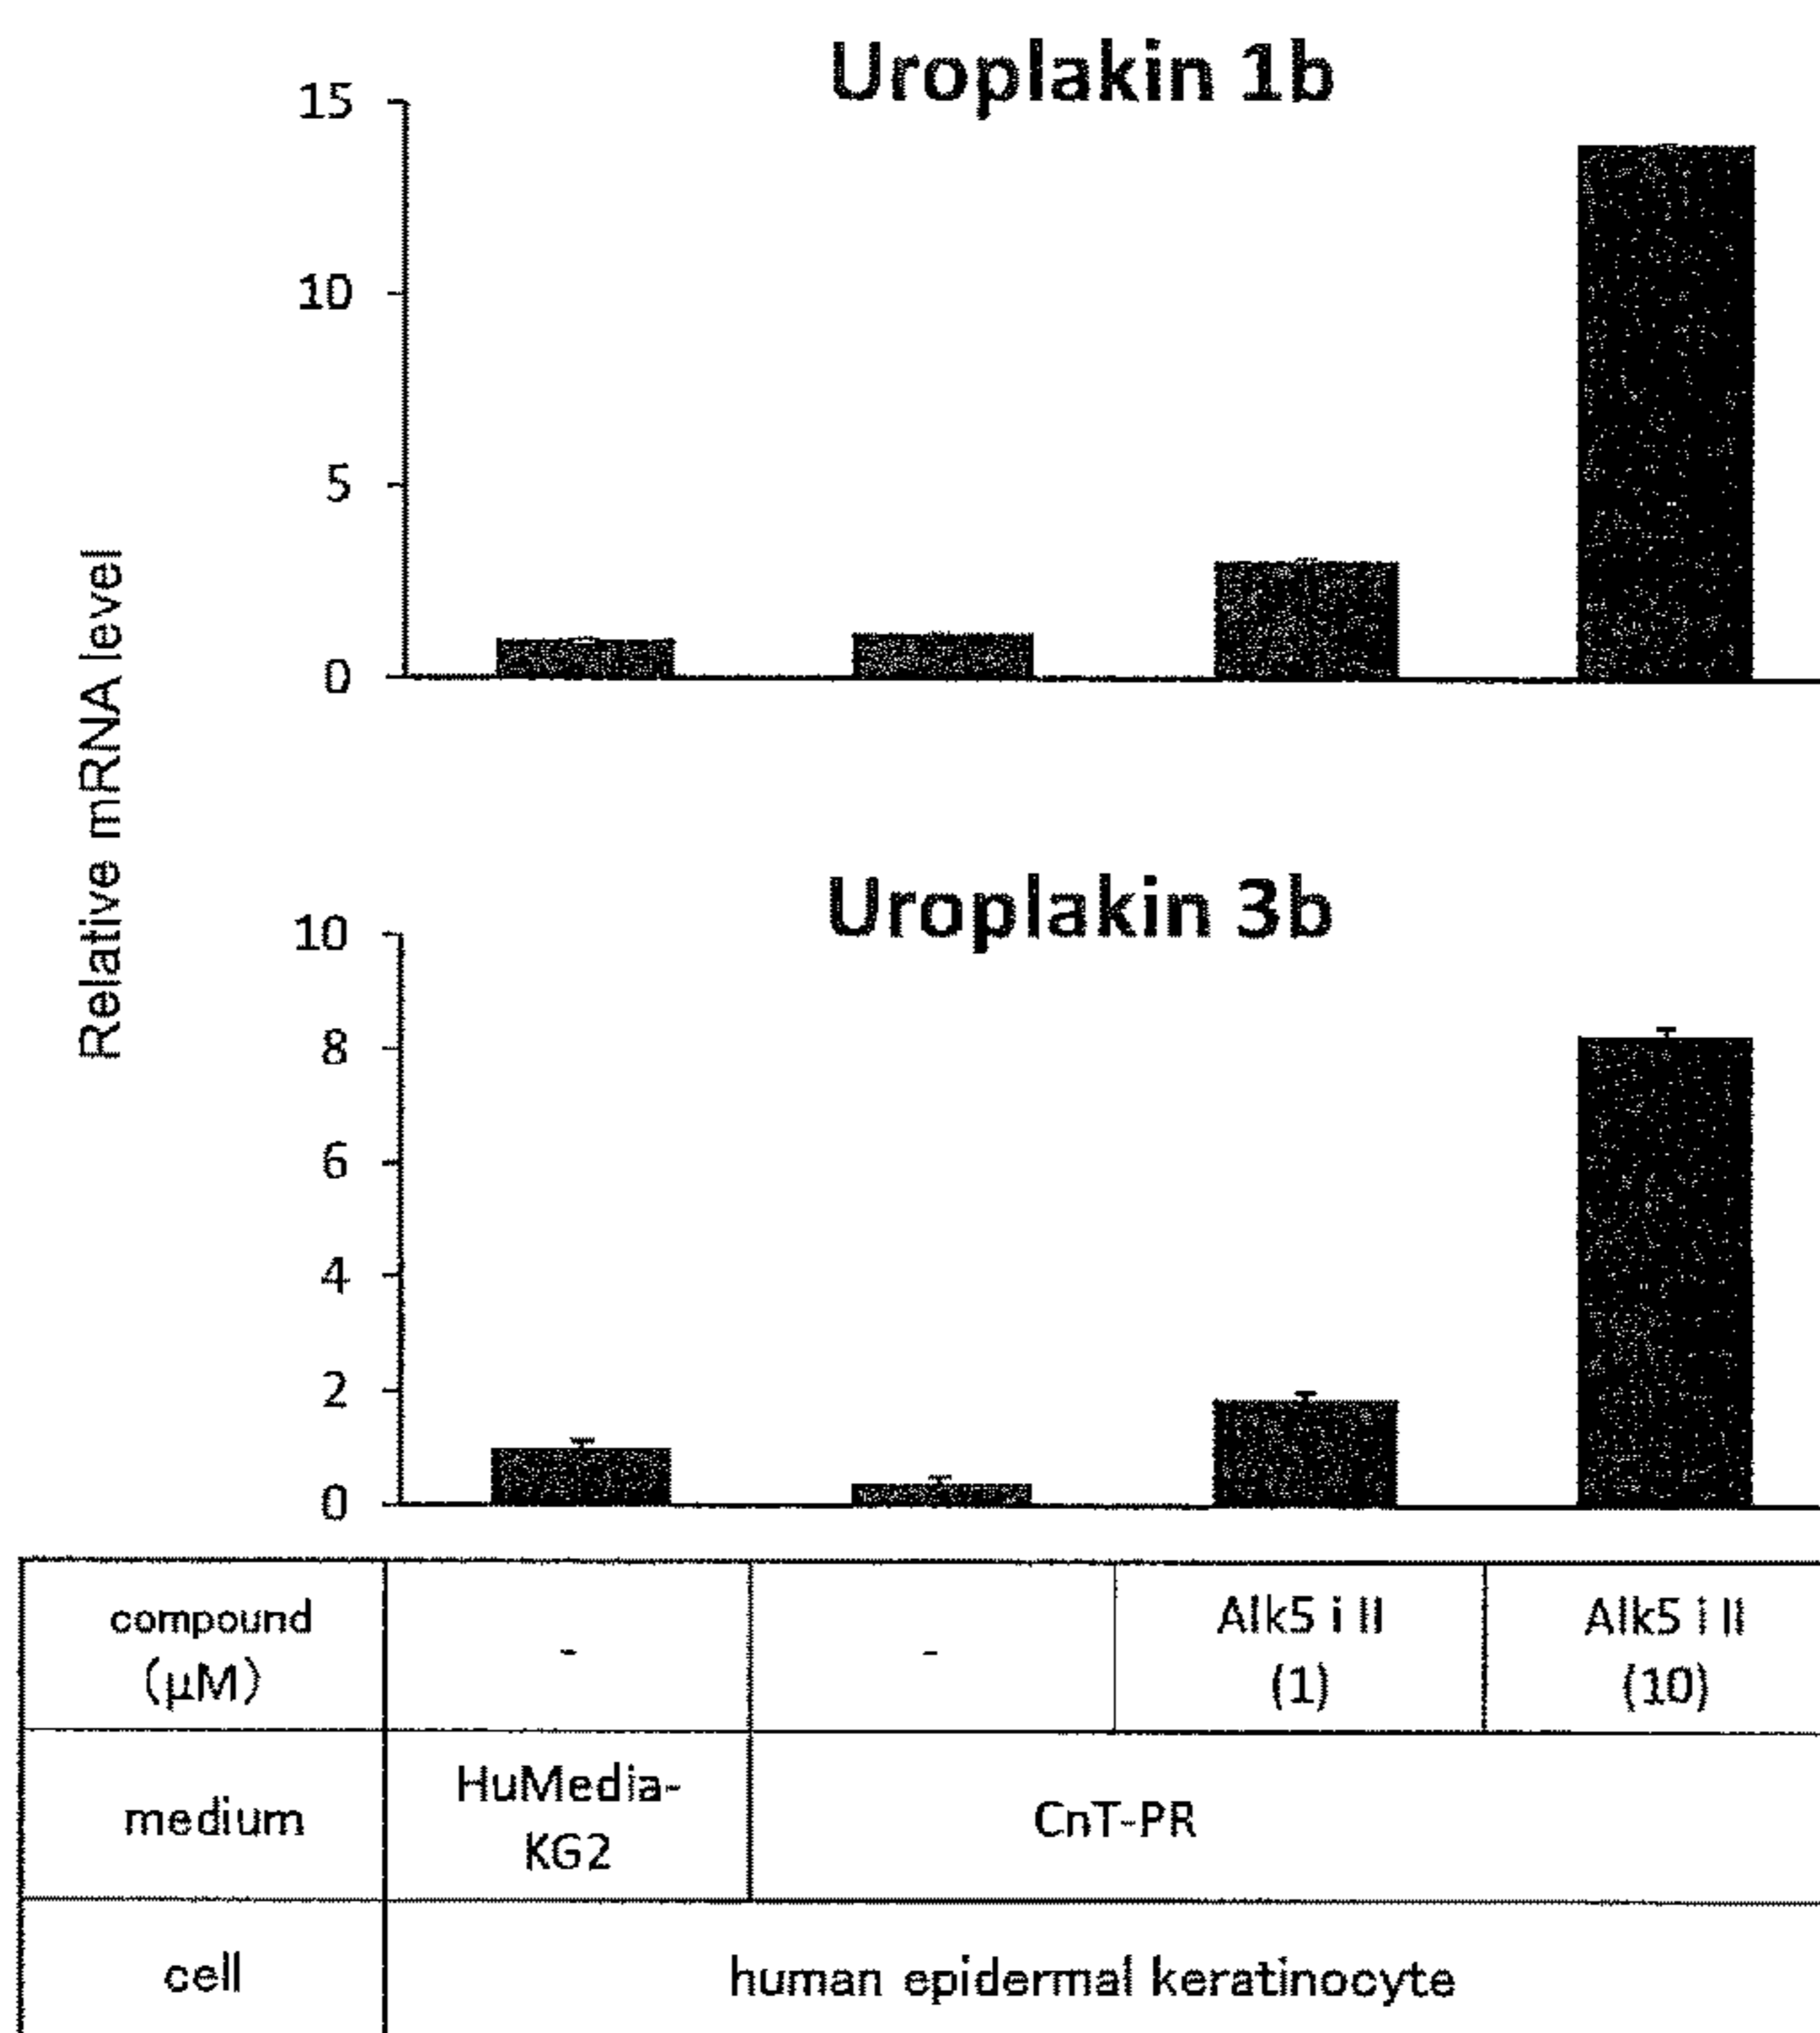 Uroplakin 1b
15
10
5
0
Relative mRNA level
Uroplakin 3b
10
8
6
4
2
0
compound
(μM)
-
-
Alk5 i II
(1)
Alk5 i II
(10)
medium
HuMedia-
KG2
CnT-PR
cell
human epidermal keratinocyte